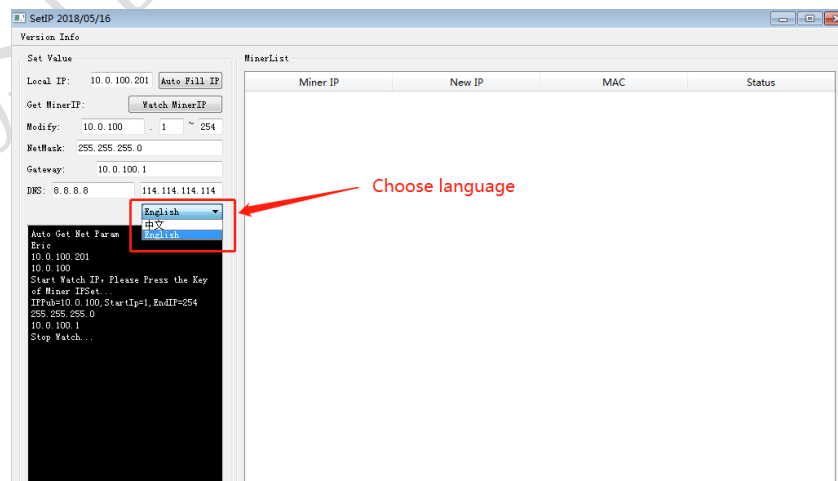 SetIP 2018/05/16
Version Info
Set Value
MinerList
Local IP: 10.0.100.201 Auto Fill IP
Miner IP New IP MAC Status
Get MinerIP: Watch MinerIP
Modify: 10.0.100 . 1 ~ 254
NetMask: 255.255.255.0
Gateway: 10.0.100.1
DNS: 8.8.8.8 114.114.114.114
Choose language
English
中文
English
Auto Get Net Param
Eric
10.0.100.201
10.0.100
Start Watch IP, Please Press the Key
of Miner IPSet...
IPPub=10.0.100,StartIp=1,EndIP=254
255.255.255.0
10.0.100.1
Stop Watch...